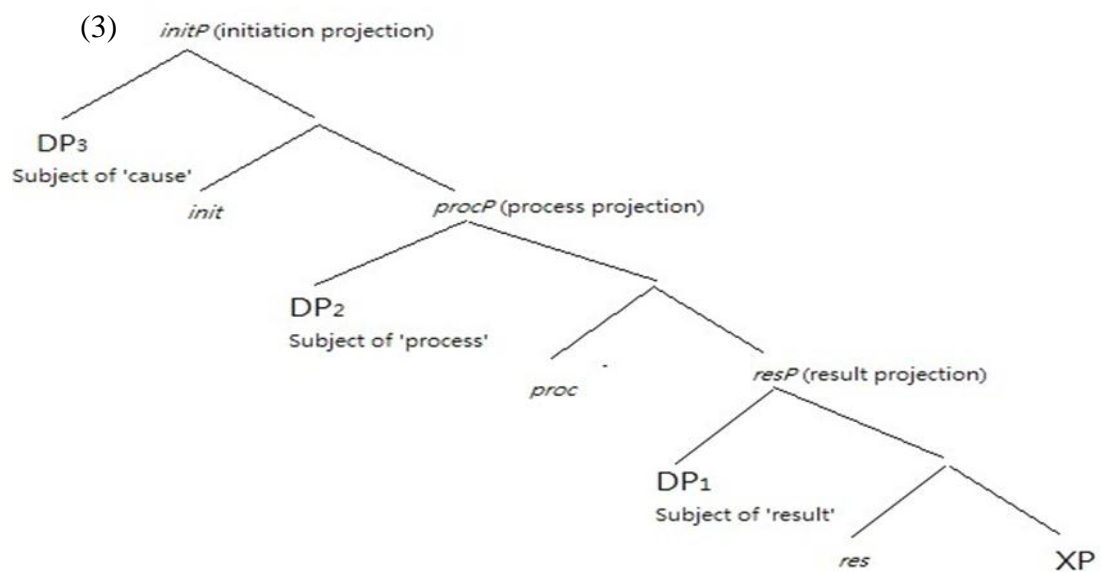 (3) initP (initiation projection)
DP₃
Subject of 'cause'
init
procP (process projection)
DP₂
Subject of 'process'
proc
resP (result projection)
DP₁
Subject of 'result'
res
XP